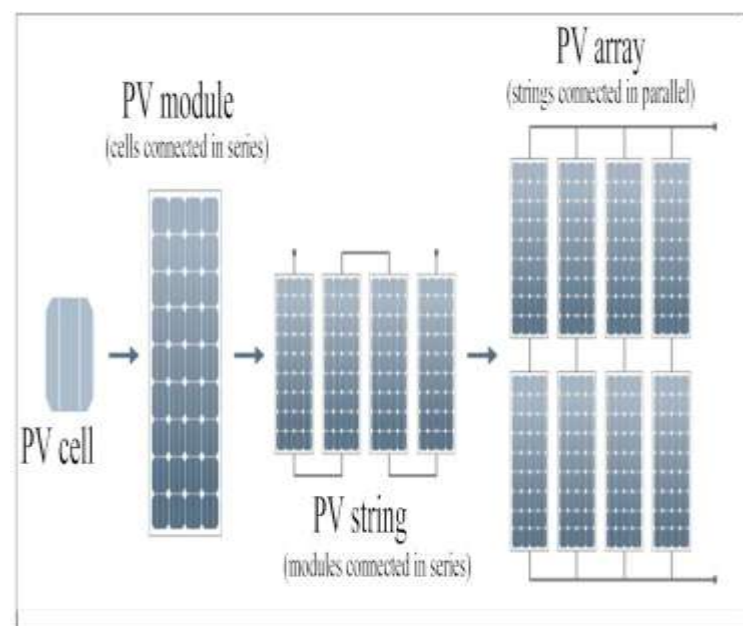 PV array
(strings connected in parallel)
PV module
(cells connected in series)
PV cell
PV string
(modules connected in series)